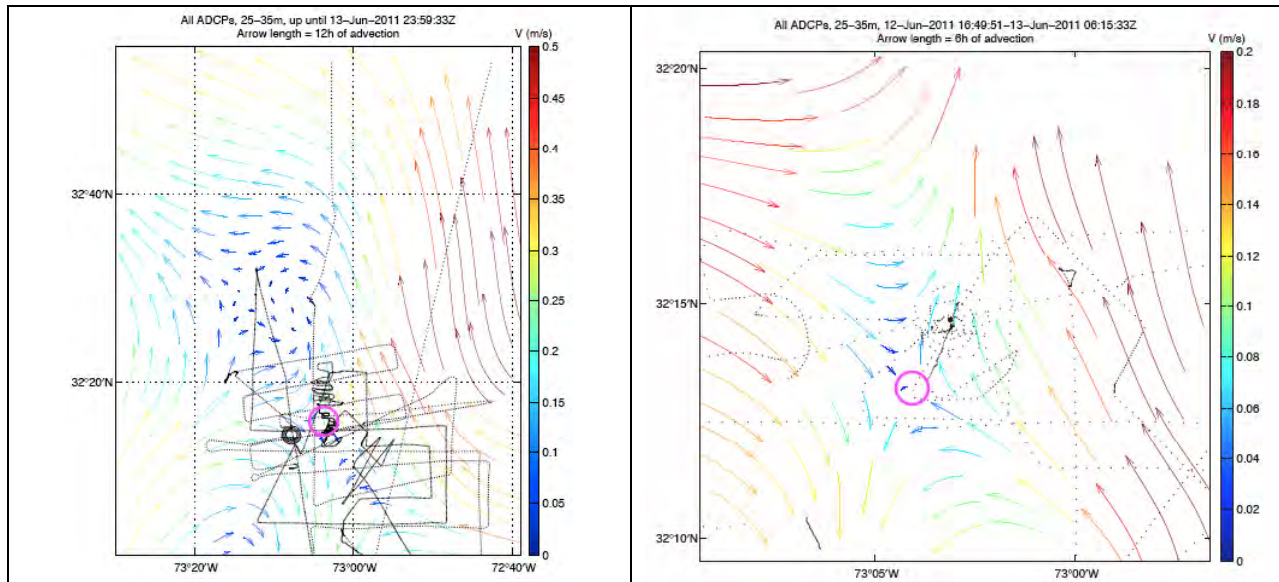 All ADCPs, 25−35m, up until 13−Jun−2011 23:59:33Z
Arrow length = 12h of advection
V (m/s)
0.5
0.45
0.4
0.35
0.3
0.25
0.2
0.15
0.1
0.05
0
32°40'N
32°20'N
73°20'W
73°00'W
72°40'W
All ADCPs, 25−35m, 12−Jun−2011 16:49:51−13−Jun−2011 06:15:33Z
Arrow length = 6h of advection
V (m/s)
0.2
0.18
0.16
0.14
0.12
0.1
0.08
0.06
0.04
0.02
0
32°20'N
32°15'N
32°10'N
73°05'W
73°00'W